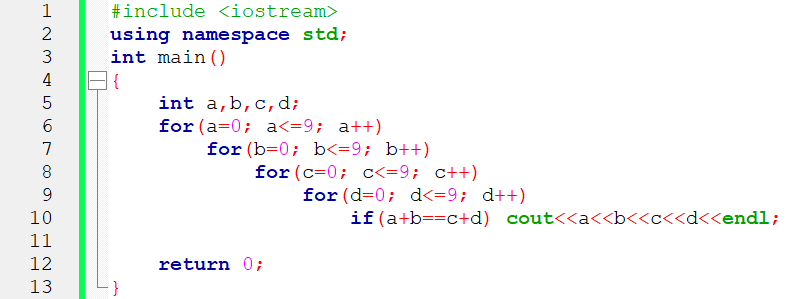 1 #include <iostream>
2 using namespace std;
3 int main()
4 {
5 int a,b,c,d;
6 for(a=0; a<=9; a++)
7 for(b=0; b<=9; b++)
8 for(c=0; c<=9; c++)
9 for(d=0; d<=9; d++)
10 if(a+b==c+d) cout<<a<<b<<c<<d<<endl;
11
12 return 0;
13 }